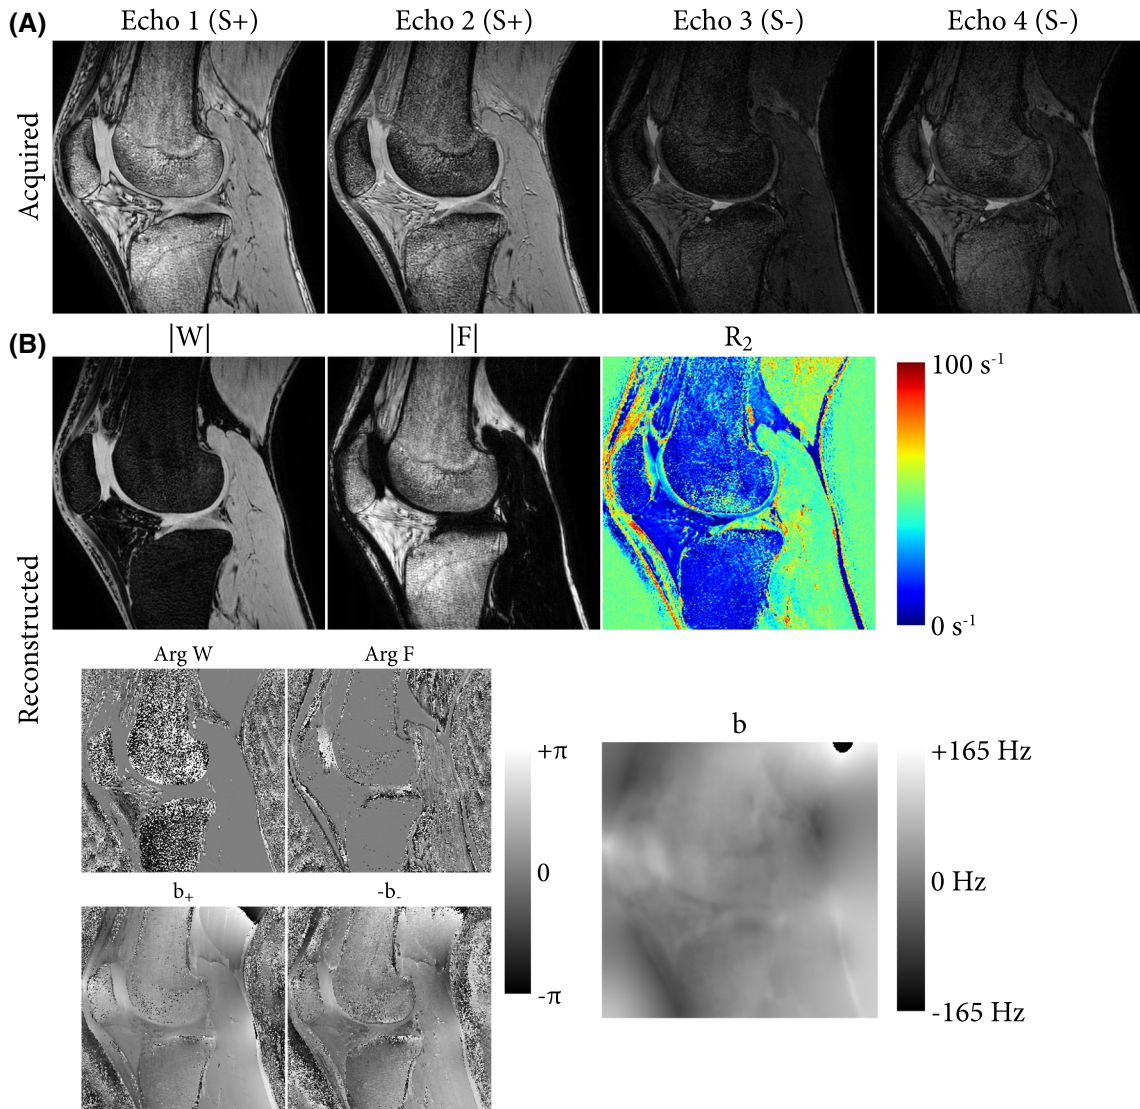 (A)
Echo 1 (S+)
Echo 2 (S+)
Echo 3 (S-)
Echo 4 (S-)
Acquired
(B)
|W|
|F|
R₂
100 s⁻¹
0 s⁻¹
Reconstructed
Arg W
Arg F
+π
0
-π
b₊
-b₋
b
+165 Hz
0 Hz
-165 Hz